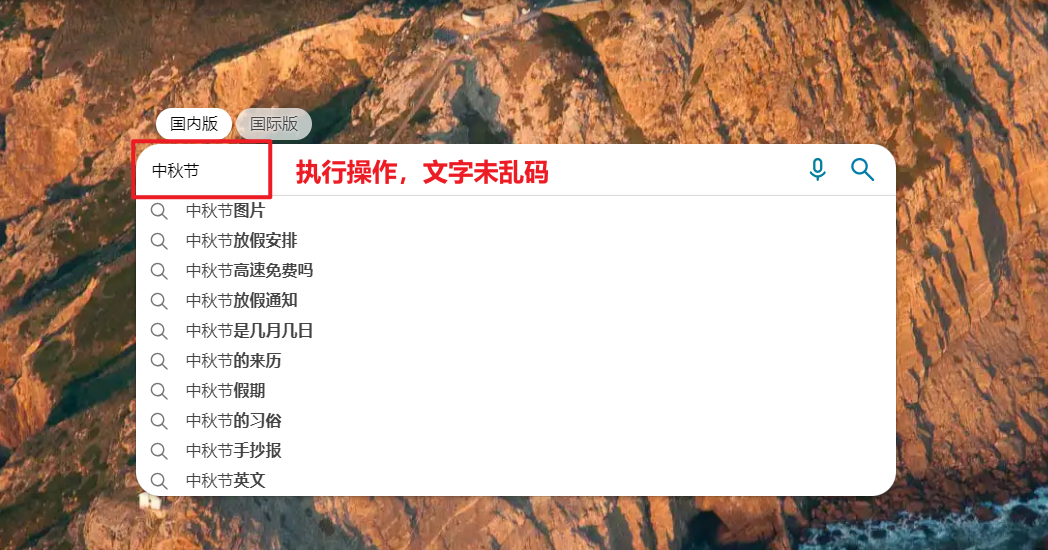 国内版 国际版
中秋节 执行操作，文字未乱码
中秋节图片
中秋节放假安排
中秋节高速免费吗
中秋节放假通知
中秋节是几月几日
中秋节的来历
中秋节假期
中秋节的习俗
中秋节手抄报
中秋节英文